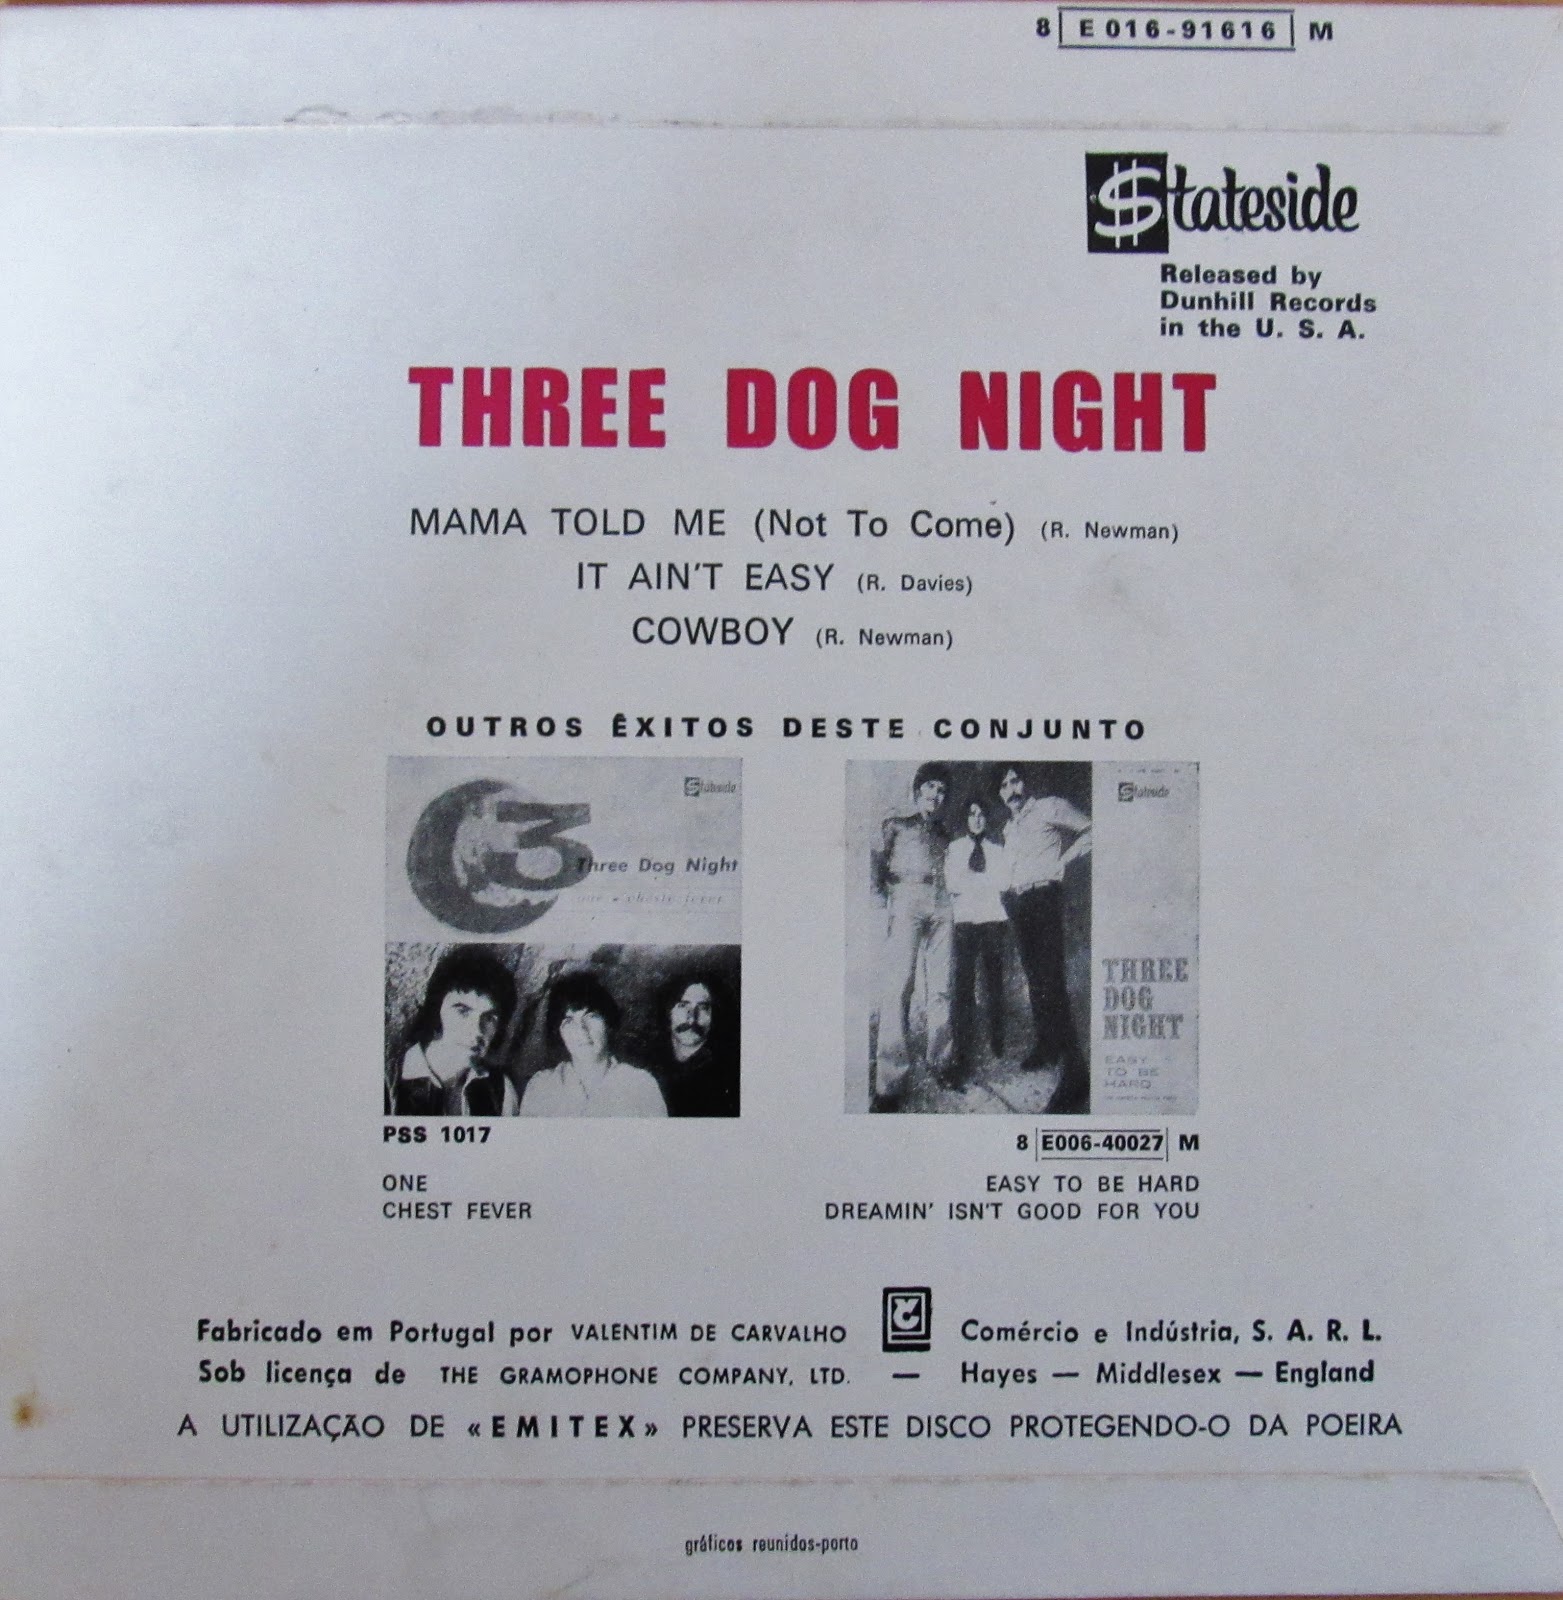 8 E 016-91616 M
$tateside
Released by
Dunhill Records
in the U. S. A.
THREE DOG NIGHT
MAMA TOLD ME (Not To Come) (R. Newman)
IT AIN'T EASY (R. Davies)
COWBOY (R. Newman)
OUTROS ÊXITOS DESTE CONJUNTO
Stateside
3
Three Dog Night
one • chest fever
Stateside
THREE
DOG
NIGHT
EASY
TO BE
HARD
PSS 1017
ONE
CHEST FEVER
8 E006-40027 M
EASY TO BE HARD
DREAMIN' ISN'T GOOD FOR YOU
Fabricado em Portugal por VALENTIM DE CARVALHO Comércio e Indústria, S. A. R. L.
Sob licença de THE GRAMOPHONE COMPANY, LTD. — Hayes — Middlesex — England
A UTILIZAÇÃO DE «EMITEX» PRESERVA ESTE DISCO PROTEGENDO-O DA POEIRA
gráficos reunidos-porto